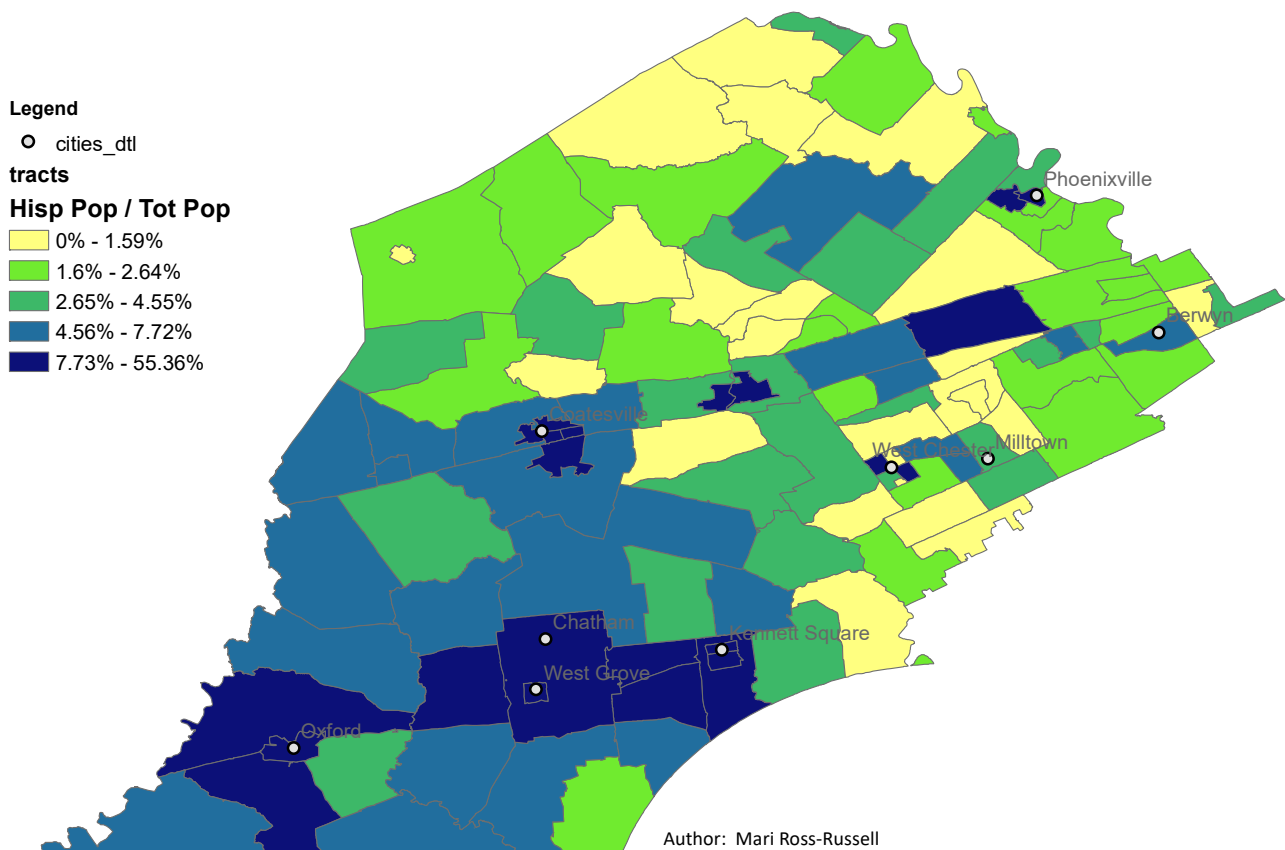 Legend
cities_dtl
tracts
Hisp Pop / Tot Pop
0% - 1.59%
1.6% - 2.64%
2.65% - 4.55%
4.56% - 7.72%
7.73% - 55.36%
Phoenixville
Berwyn
Coatesville
West Chester
Milltown
Chatham
Kennett Square
West Grove
Oxford
Author: Mari Ross-Russell